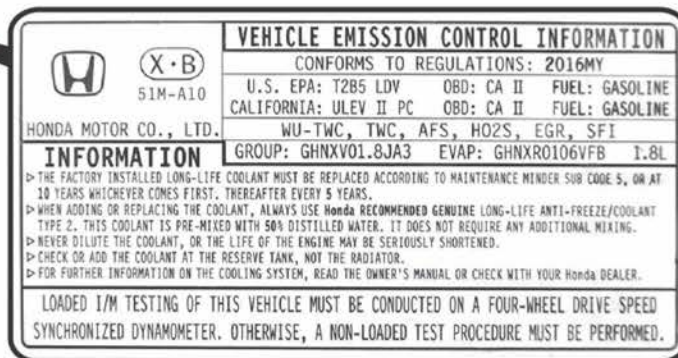 VEHICLE EMISSION CONTROL INFORMATION
X·B
51M-A10
HONDA MOTOR CO., LTD.
CONFORMS TO REGULATIONS: 2016MY
U.S. EPA: T2B5 LDV OBD: CA II FUEL: GASOLINE
CALIFORNIA: ULEV II PC OBD: CA II FUEL: GASOLINE
WU-TWC, TWC, AFS, HO2S, EGR, SFI
GROUP: GHNXV01.8JA3 EVAP: GHNXR0106VFB 1.8L
INFORMATION
▷ THE FACTORY INSTALLED LONG-LIFE COOLANT MUST BE REPLACED ACCORDING TO MAINTENANCE MINDER SUB CODE 5, OR AT
10 YEARS WHICHEVER COMES FIRST. THEREAFTER EVERY 5 YEARS.
▷ WHEN ADDING OR REPLACING THE COOLANT, ALWAYS USE Honda RECOMMENDED GENUINE LONG-LIFE ANTI-FREEZE/COOLANT
TYPE 2. THIS COOLANT IS PRE-MIXED WITH 50% DISTILLED WATER. IT DOES NOT REQUIRE ANY ADDITIONAL MIXING.
▷ NEVER DILUTE THE COOLANT, OR THE LIFE OF THE ENGINE MAY BE SERIOUSLY SHORTENED.
▷ CHECK OR ADD THE COOLANT AT THE RESERVE TANK, NOT THE RADIATOR.
▷ FOR FURTHER INFORMATION ON THE COOLING SYSTEM, READ THE OWNER'S MANUAL OR CHECK WITH YOUR Honda DEALER.
LOADED I/M TESTING OF THIS VEHICLE MUST BE CONDUCTED ON A FOUR-WHEEL DRIVE SPEED
SYNCHRONIZED DYNAMOMETER. OTHERWISE, A NON-LOADED TEST PROCEDURE MUST BE PERFORMED.